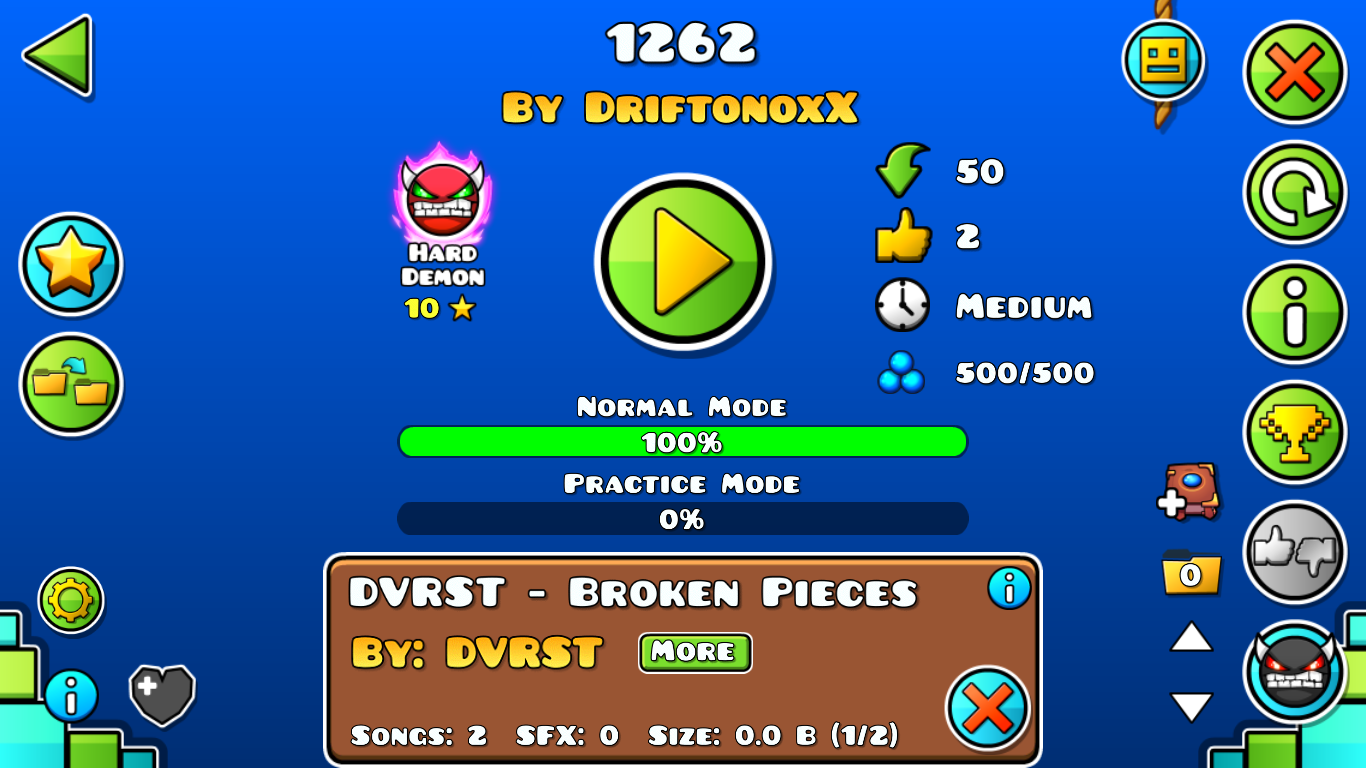 1262
By DriftonoxX
Hard
Demon
10
50
2
Medium
500/500
Normal Mode
100%
Practice Mode
0%
0
DVRST - Broken Pieces
By: DVRST
More
Songs: 2 SFX: 0 Size: 0.0 B (1/2)